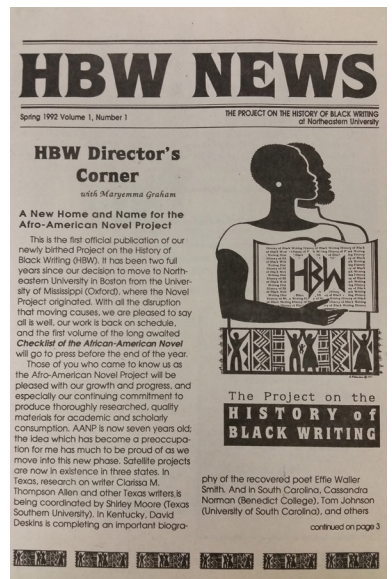 HBW NEWS
Spring 1992 Volume 1, Number 1
THE PROJECT ON THE HISTORY OF BLACK WRITING
at Northeastern University
HBW Director's
Corner
with Maryemma Graham
A New Home and Name for the
Afro-American Novel Project
This is the first official publication of our
newly birthed Project on the History of
Black Writing (HBW). It has been two full
years since our decision to move to North-
eastern University in Boston from the Univer-
sity of Mississippi (Oxford), where the Novel
Project originated. With all the disruption
that moving causes, we are pleased to say
all is well, our work is back on schedule,
and the first volume of the long awaited
Checklist of the African-American Novel
will go to press before the end of the year.
Those of you who came to know us as
the Afro-American Novel Project will be
pleased with our growth and progress, and
especially our continuing commitment to
produce thoroughly researched, quality
materials for academic and scholarly
consumption. AANP is now seven years old;
the idea which has become a preoccupa-
tion for me has much to be proud of as we
move into this new phase. Satellite projects
are now in existence in three states. In
Texas, research on writer Clarissa M.
Thompson Allen and other Texas writers is
being coordinated by Shirley Moore (Texas
Southern University). In Kentucky, David
Deskins is completing an important biogra-
HBW
The Project on the
HISTORY of
BLACK WRITING
phy of the recovered poet Effie Waller
Smith. And in South Carolina, Cassandra
Norman (Benedict College), Tom Johnson
(University of South Carolina), and others
continued on page 3